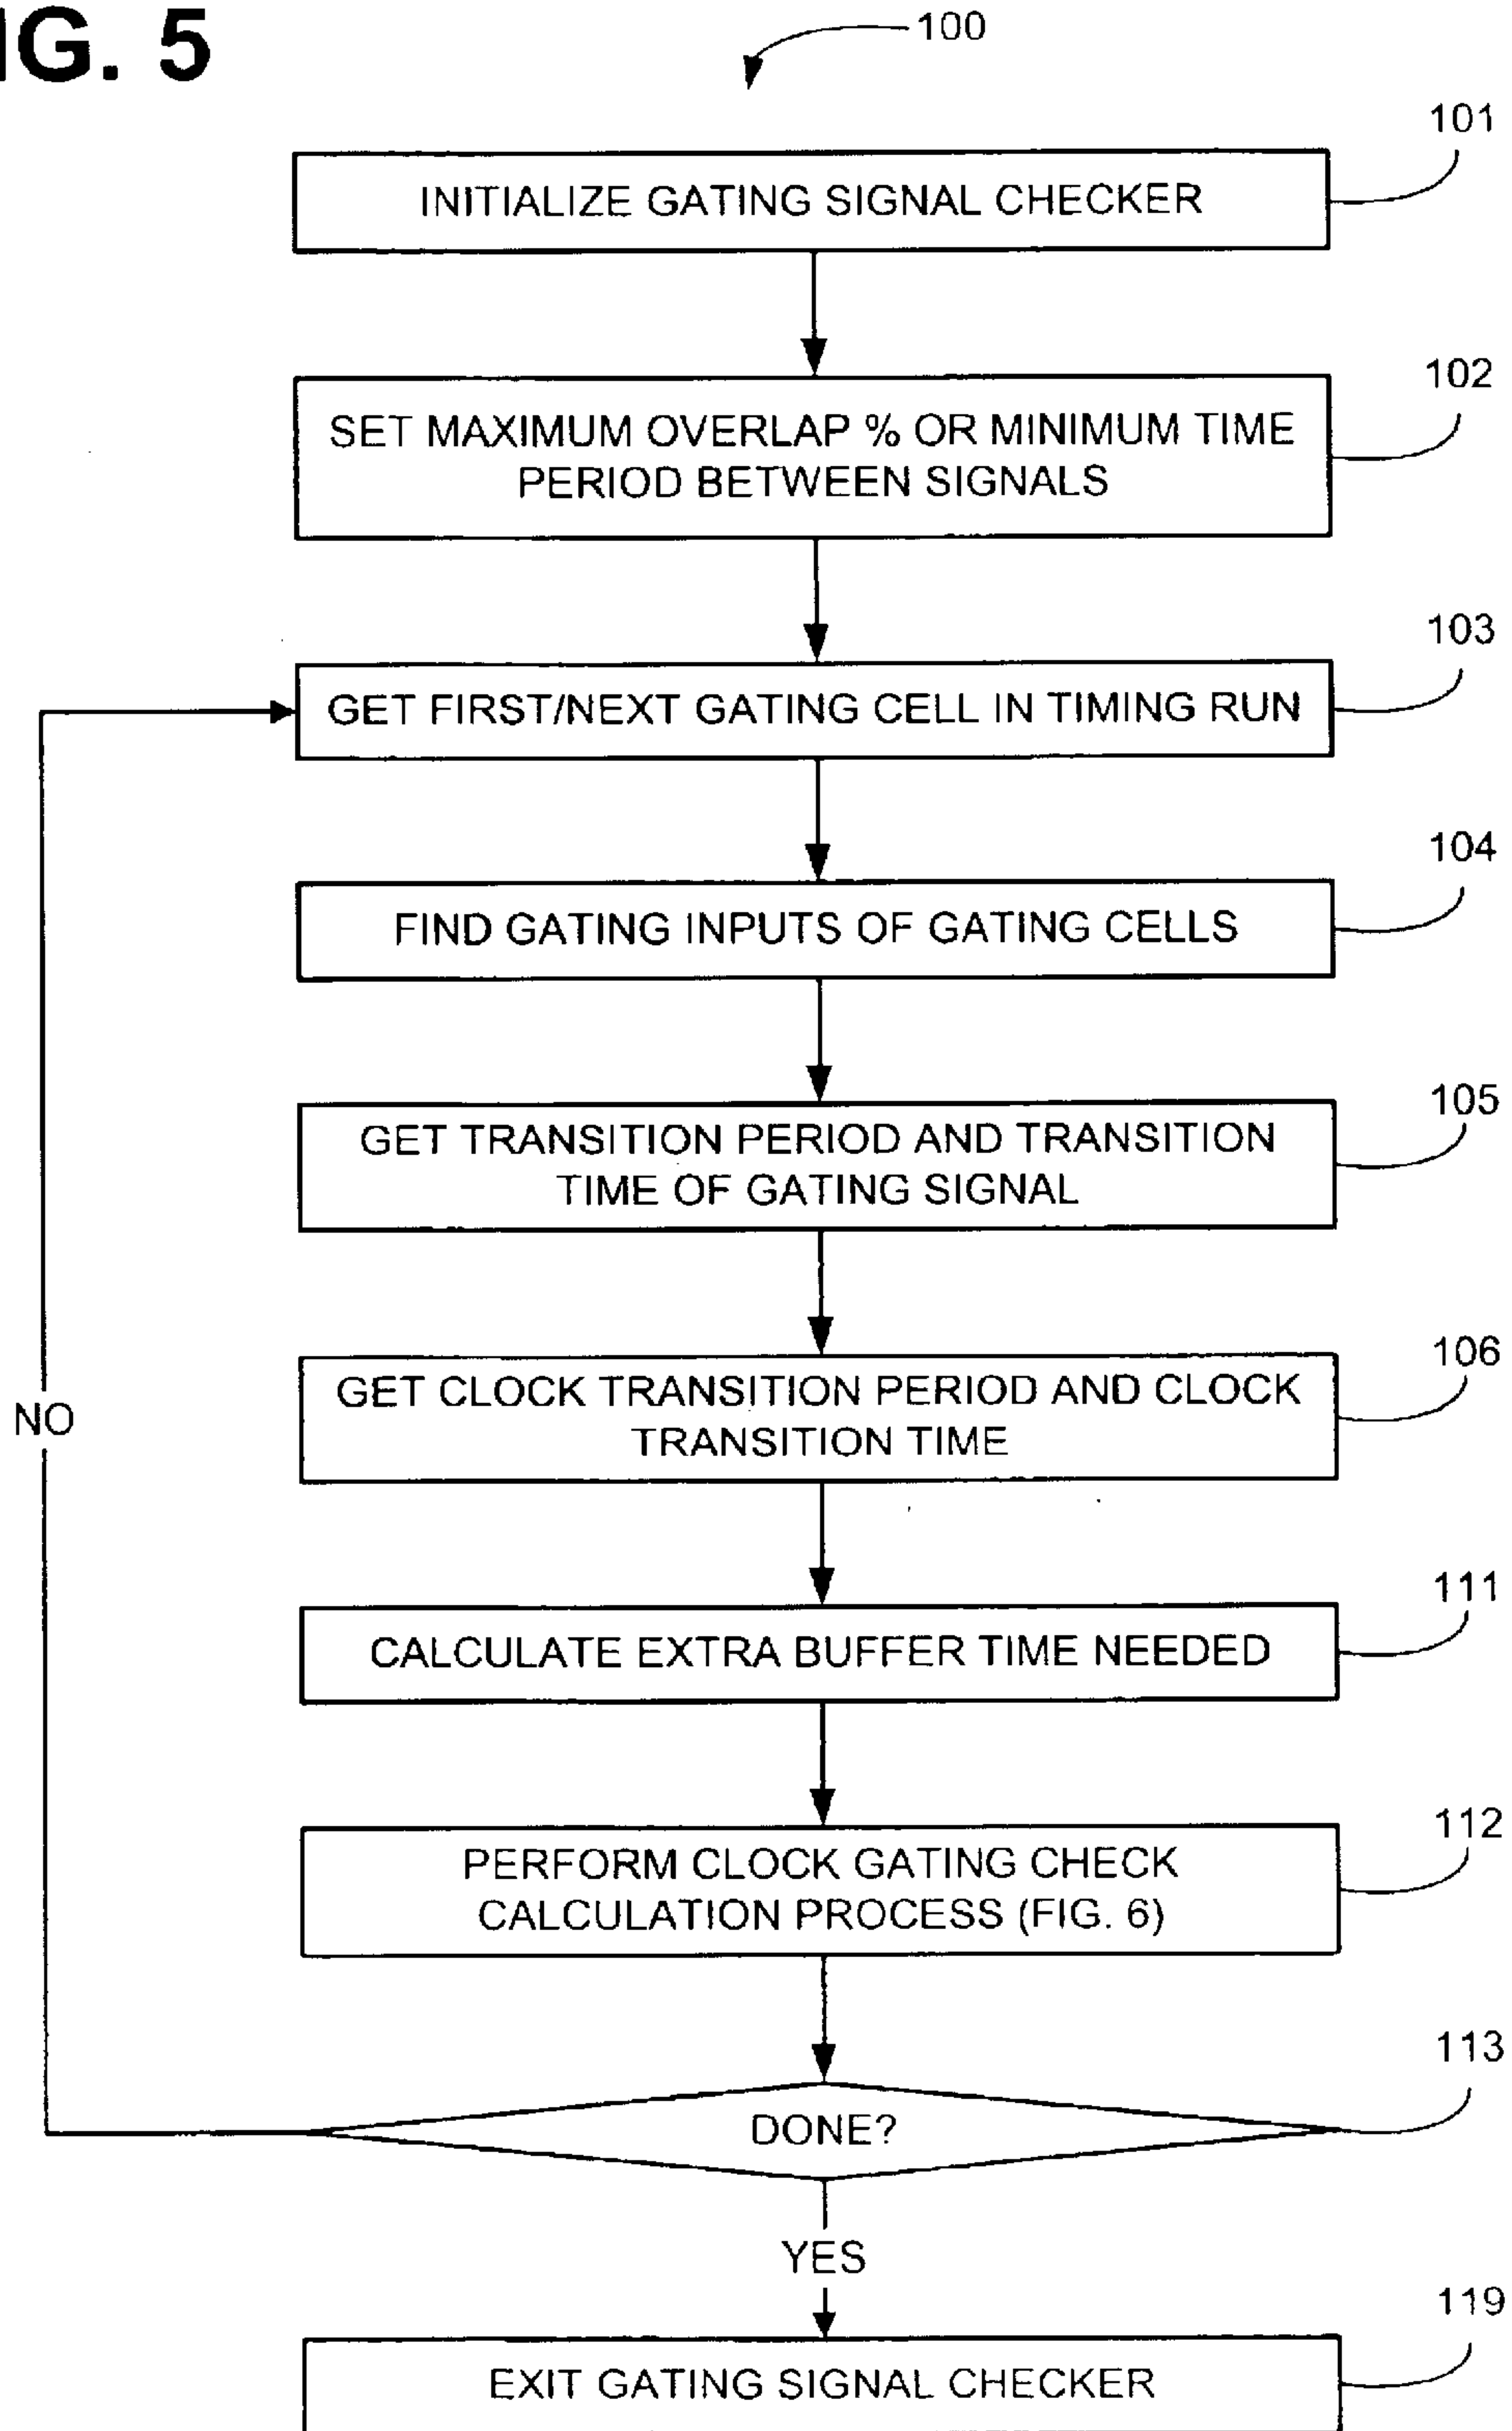 IG. 5
100
101
INITIALIZE GATING SIGNAL CHECKER
102
SET MAXIMUM OVERLAP % OR MINIMUM TIME
PERIOD BETWEEN SIGNALS
103
GET FIRST/NEXT GATING CELL IN TIMING RUN
104
FIND GATING INPUTS OF GATING CELLS
105
GET TRANSITION PERIOD AND TRANSITION
TIME OF GATING SIGNAL
106
GET CLOCK TRANSITION PERIOD AND CLOCK
TRANSITION TIME
NO
111
CALCULATE EXTRA BUFFER TIME NEEDED
112
PERFORM CLOCK GATING CHECK
CALCULATION PROCESS (FIG. 6)
113
DONE?
YES
119
EXIT GATING SIGNAL CHECKER